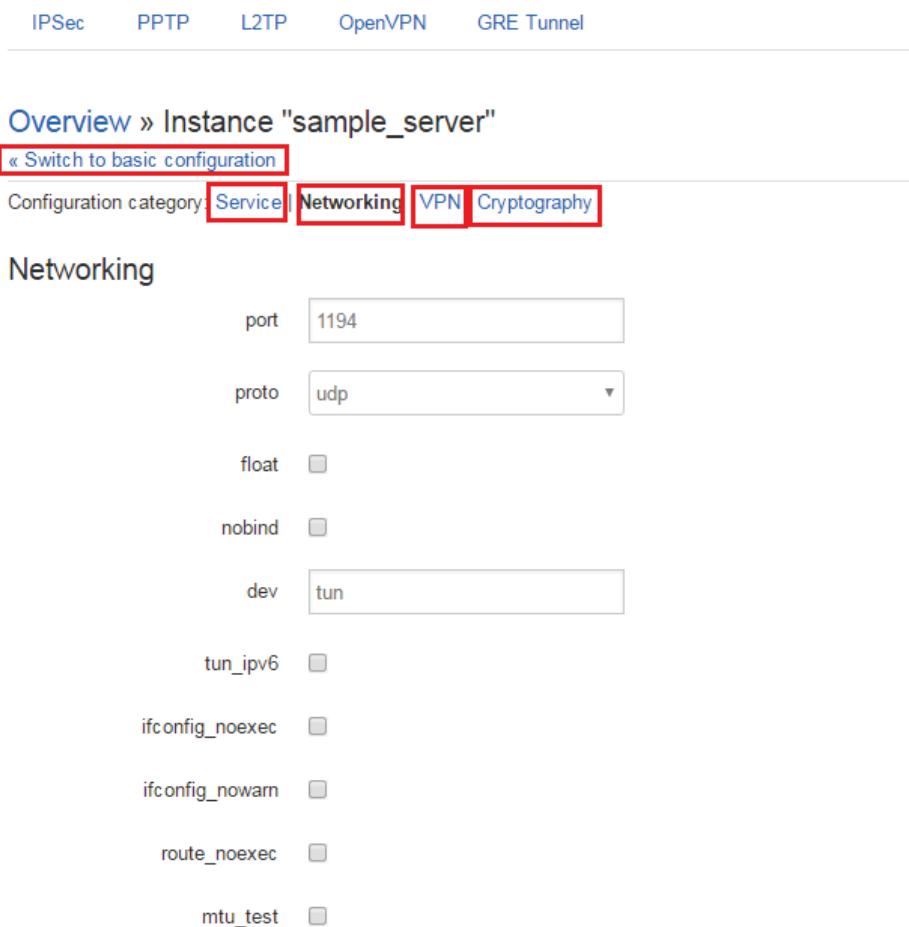 IPSec PPTP L2TP OpenVPN GRE Tunnel
Overview » Instance "sample_server"
« Switch to basic configuration
Configuration category: Service | Networking VPN Cryptography
Networking
port 1194
proto udp
float
nobind
dev tun
tun_ipv6
ifconfig_noexec
ifconfig_nowarn
route_noexec
mtu_test